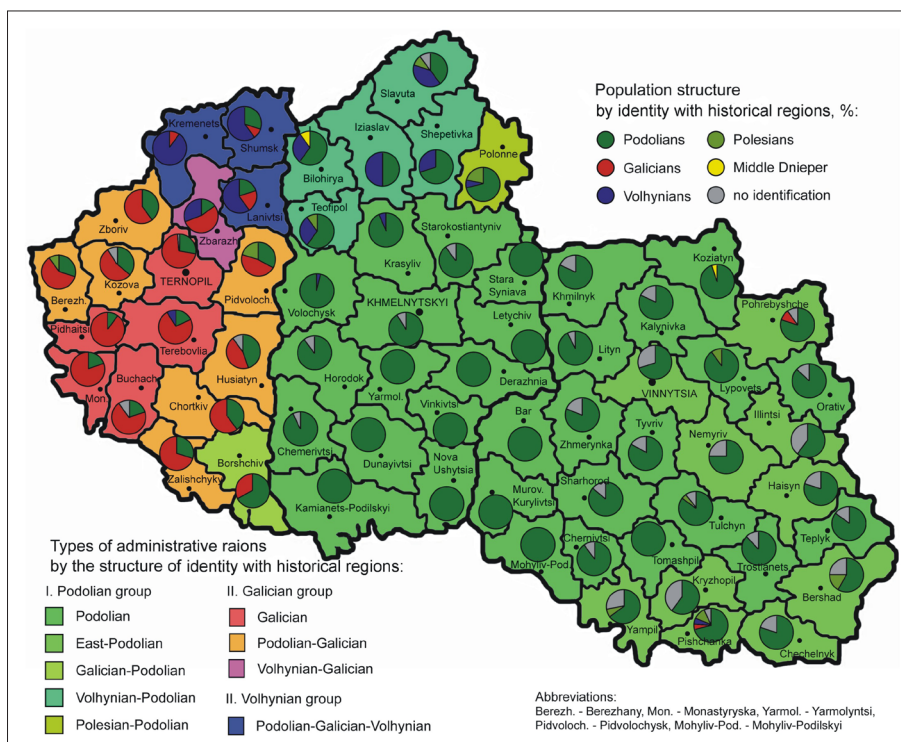 Population structure
by identity with historical regions, %:
Podolians
Polesians
Galicians
Middle Dnieper
Volhynians
no identification
Slavuta
Kremenets
Shumsk
Iziaslav
Shepetivka
Polonne
Bilohirya
Lanivtsi
Teofipol
Zboriv
Zbarazh
Starokostiantyniv
Koziatyn
Krasyliv
Berezh.
Kozova
TERNOPIL
Pidvoloch.
Stara
Syniava
Khmilnyk
Volochysk
KHMELNYTSKYI
Letychiv
Kalynivka
Pohrebyshche
Pidhaitsi
Terebovlia
Lityn
Mon.
Buchach
Husiatyn
Horodok
Yarmol.
Derazhnia
VINNYTSIA
Lypovets
Orativ
Chortkiv
Vinkivtsi
Bar
Illintsi
Chemerivtsi
Dunayivtsi
Nova
Ushytsia
Zhmerynka
Tyvriv
Nemyriv
Borshchiv
Zalishchyky
Kamianets-Podilskyi
Murov.
Kurylivtsi
Sharhorod
Haisyn
Tulchyn
Teplyk
Mohyliv-Pod.
Chernivtsi
Tomashpil
Trostianets
Kryzhopil
Bershad
Yampil
Pishchanka
Chechelnyk
Types of administrative raions
by the structure of identity with historical regions:
I. Podolian group
II. Galician group
Podolian
Galician
East-Podolian
Podolian-Galician
Galician-Podolian
Volhynian-Galician
Volhynian-Podolian
II. Volhynian group
Polesian-Podolian
Podolian-Galician-Volhynian
Abbreviations:
Berezh. - Berezhany, Mon. - Monastyryska, Yarmol. - Yarmolyntsi,
Pidvoloch. - Pidvolochysk, Mohyliv-Pod. - Mohyliv-Podilskyi